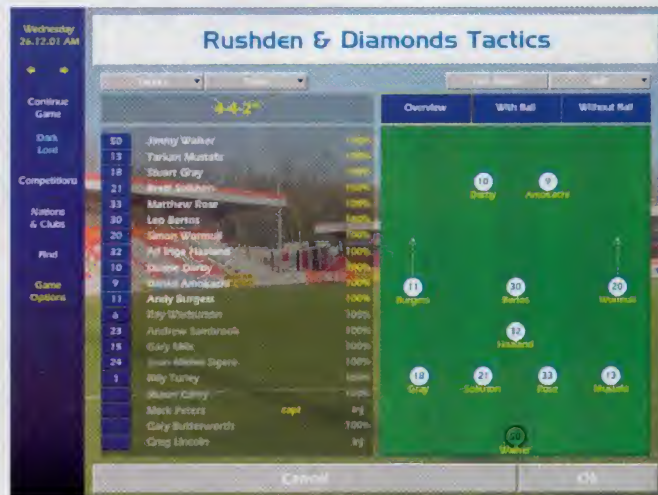 Wednesday
26.12.01 AM
Rushden & Diamonds Tactics
Continue
Game
4-4-2
Overview With Ball Without Ball
Dark
Lord
Competitions
Nations
& Clubs
Find
Game
Options
50 Jimmy Walker 100%
13 Tarkan Mustafa 100%
18 Stuart Gray 100%
21 Brett Solkhon 100%
33 Matthew Rose 100%
30 Leo Bertos 100%
20 Simon Wormull 100%
32 Alf Inge Haaland 100%
10 Duane Darby 100%
9 Amokachi 100%
11 Andy Burgess 100%
6 Ray Warburton 100%
23 Andrew Sambrook 100%
15 Gary Mills 100%
24 100%
1 Billy Turley
Shaun Carey 100%
Mark Peters capt Inj
Gary Butterworth 100%
Greg Lincoln Inj
10 9
Darby Amokachi
11 30 20
Burgess Bertos Wormull
32
Haaland
18 21 33 13
Gray Solkhon Rose Mustafa
50
Walker
Cancel Ok